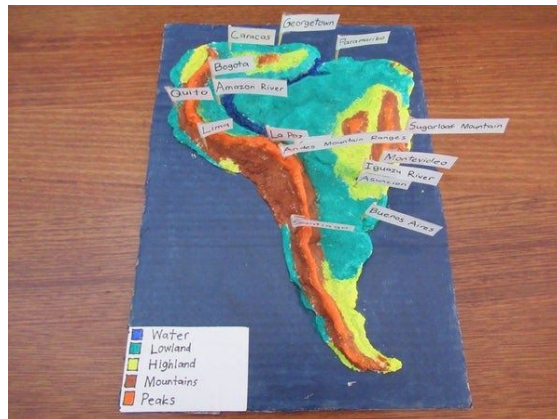 Georgetown
Caracas
Paramaribo
Bogota
Quito
Amazon River
Lima
La Paz
Sugarloaf Mountain
Andes Mountain Ranges
Montevideo
Iguazu River
Asuncion
Buenos Aires
Santiago
Water
Lowland
Highland
Mountains
Peaks